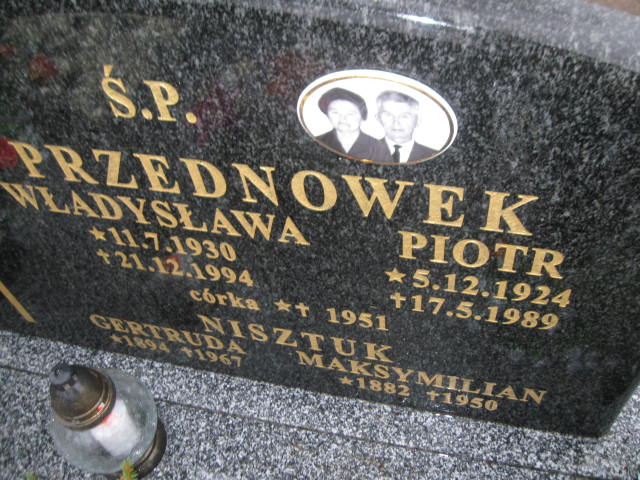 Ś.P.
PRZEDNOWEK
WŁADYSŁAWA PIOTR
★11.7.1930 ★5.12.1924
✝21.12.1994 ✝17.5.1989
córka ★✝ 1951
NISZTUK
GERTRUDA MAKSYMILIAN
★1894 ✝1967 ★1882 ✝1950